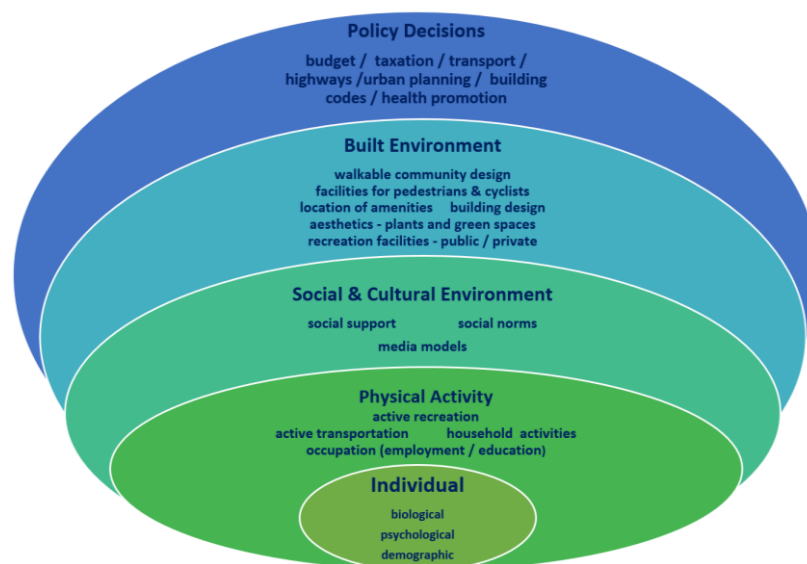 Policy Decisions
budget / taxation / transport /
highways /urban planning / building
codes / health promotion
Built Environment
walkable community design
facilities for pedestrians & cyclists
location of amenities building design
aesthetics - plants and green spaces
recreation facilities - public / private
Social & Cultural Environment
social support social norms
media models
Physical Activity
active recreation
active transportation household activities
occupation (employment / education)
Individual
biological
psychological
demographic